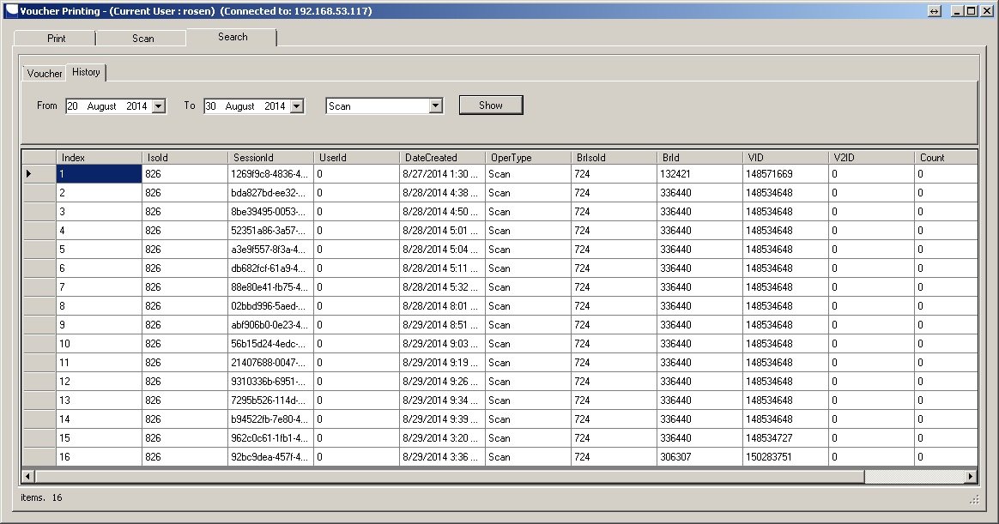 Voucher Printing - (Current User : rosen) (Connected to: 192.168.53.117)
Print Scan Search
Voucher History
From 20 August 2014 To 30 August 2014 Scan Show
Index IsoId SessionId UserId DateCreated OperType BrIsoId BrId VID V2ID Count
1 826 1269f9c8-4836-4... 0 8/27/2014 1:30 ... Scan 724 132421 148571669 0 0
2 826 bda827bd-ee32-... 0 8/28/2014 4:38 ... Scan 724 336440 148534648 0 0
3 826 8be39495-0053-... 0 8/28/2014 4:50 ... Scan 724 336440 148534648 0 0
4 826 52351a86-3a57-... 0 8/28/2014 5:01 ... Scan 724 336440 148534648 0 0
5 826 a3e9f557-8f3a-4... 0 8/28/2014 5:04 ... Scan 724 336440 148534648 0 0
6 826 db682fcf-61a9-4... 0 8/28/2014 5:11 ... Scan 724 336440 148534648 0 0
7 826 88e80e41-fb75-4... 0 8/28/2014 5:32 ... Scan 724 336440 148534648 0 0
8 826 02bbd996-5aed-... 0 8/28/2014 8:01 ... Scan 724 336440 148534648 0 0
9 826 abf906b0-0e23-4... 0 8/29/2014 8:51 ... Scan 724 336440 148534648 0 0
10 826 56b15d24-4edc-... 0 8/29/2014 9:03 ... Scan 724 336440 148534648 0 0
11 826 21407688-0047-... 0 8/29/2014 9:19 ... Scan 724 336440 148534648 0 0
12 826 9310336b-6951-... 0 8/29/2014 9:26 ... Scan 724 336440 148534648 0 0
13 826 7295b526-114d-... 0 8/29/2014 9:34 ... Scan 724 336440 148534648 0 0
14 826 b94522fb-7e80-4... 0 8/29/2014 9:39 ... Scan 724 336440 148534648 0 0
15 826 962c0c61-1fb1-4... 0 8/29/2014 3:20 ... Scan 724 336440 148534727 0 0
16 826 92bc9dea-457f-4... 0 8/29/2014 3:36 ... Scan 724 306307 150283751 0 0
items. 16